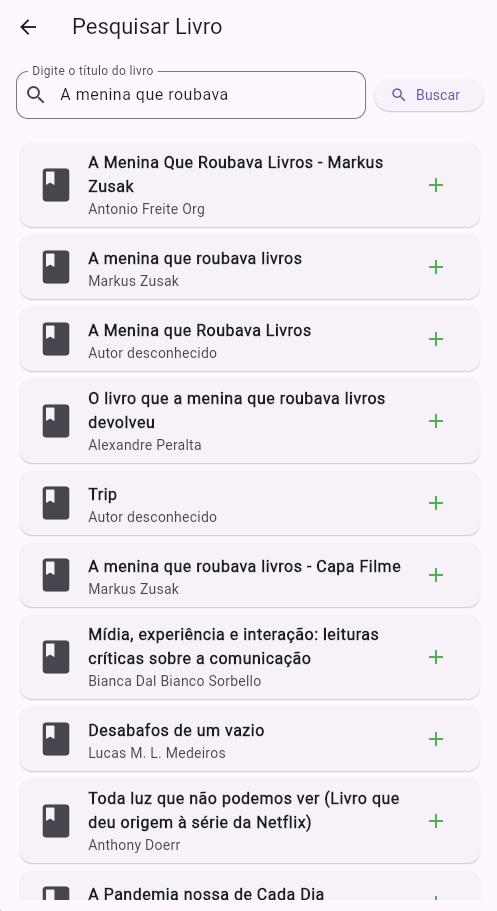 Pesquisar Livro
Digite o título do livro
A menina que roubava
Buscar
A Menina Que Roubava Livros - Markus
Zusak
Antonio Freite Org
A menina que roubava livros
Markus Zusak
A Menina que Roubava Livros
Autor desconhecido
O livro que a menina que roubava livros
devolveu
Alexandre Peralta
Trip
Autor desconhecido
A menina que roubava livros - Capa Filme
Markus Zusak
Mídia, experiência e interação: leituras
críticas sobre a comunicação
Bianca Dal Bianco Sorbello
Desabafos de um vazio
Lucas M. L. Medeiros
Toda luz que não podemos ver (Livro que
deu origem à série da Netflix)
Anthony Doerr
A Pandemia nossa de Cada Dia